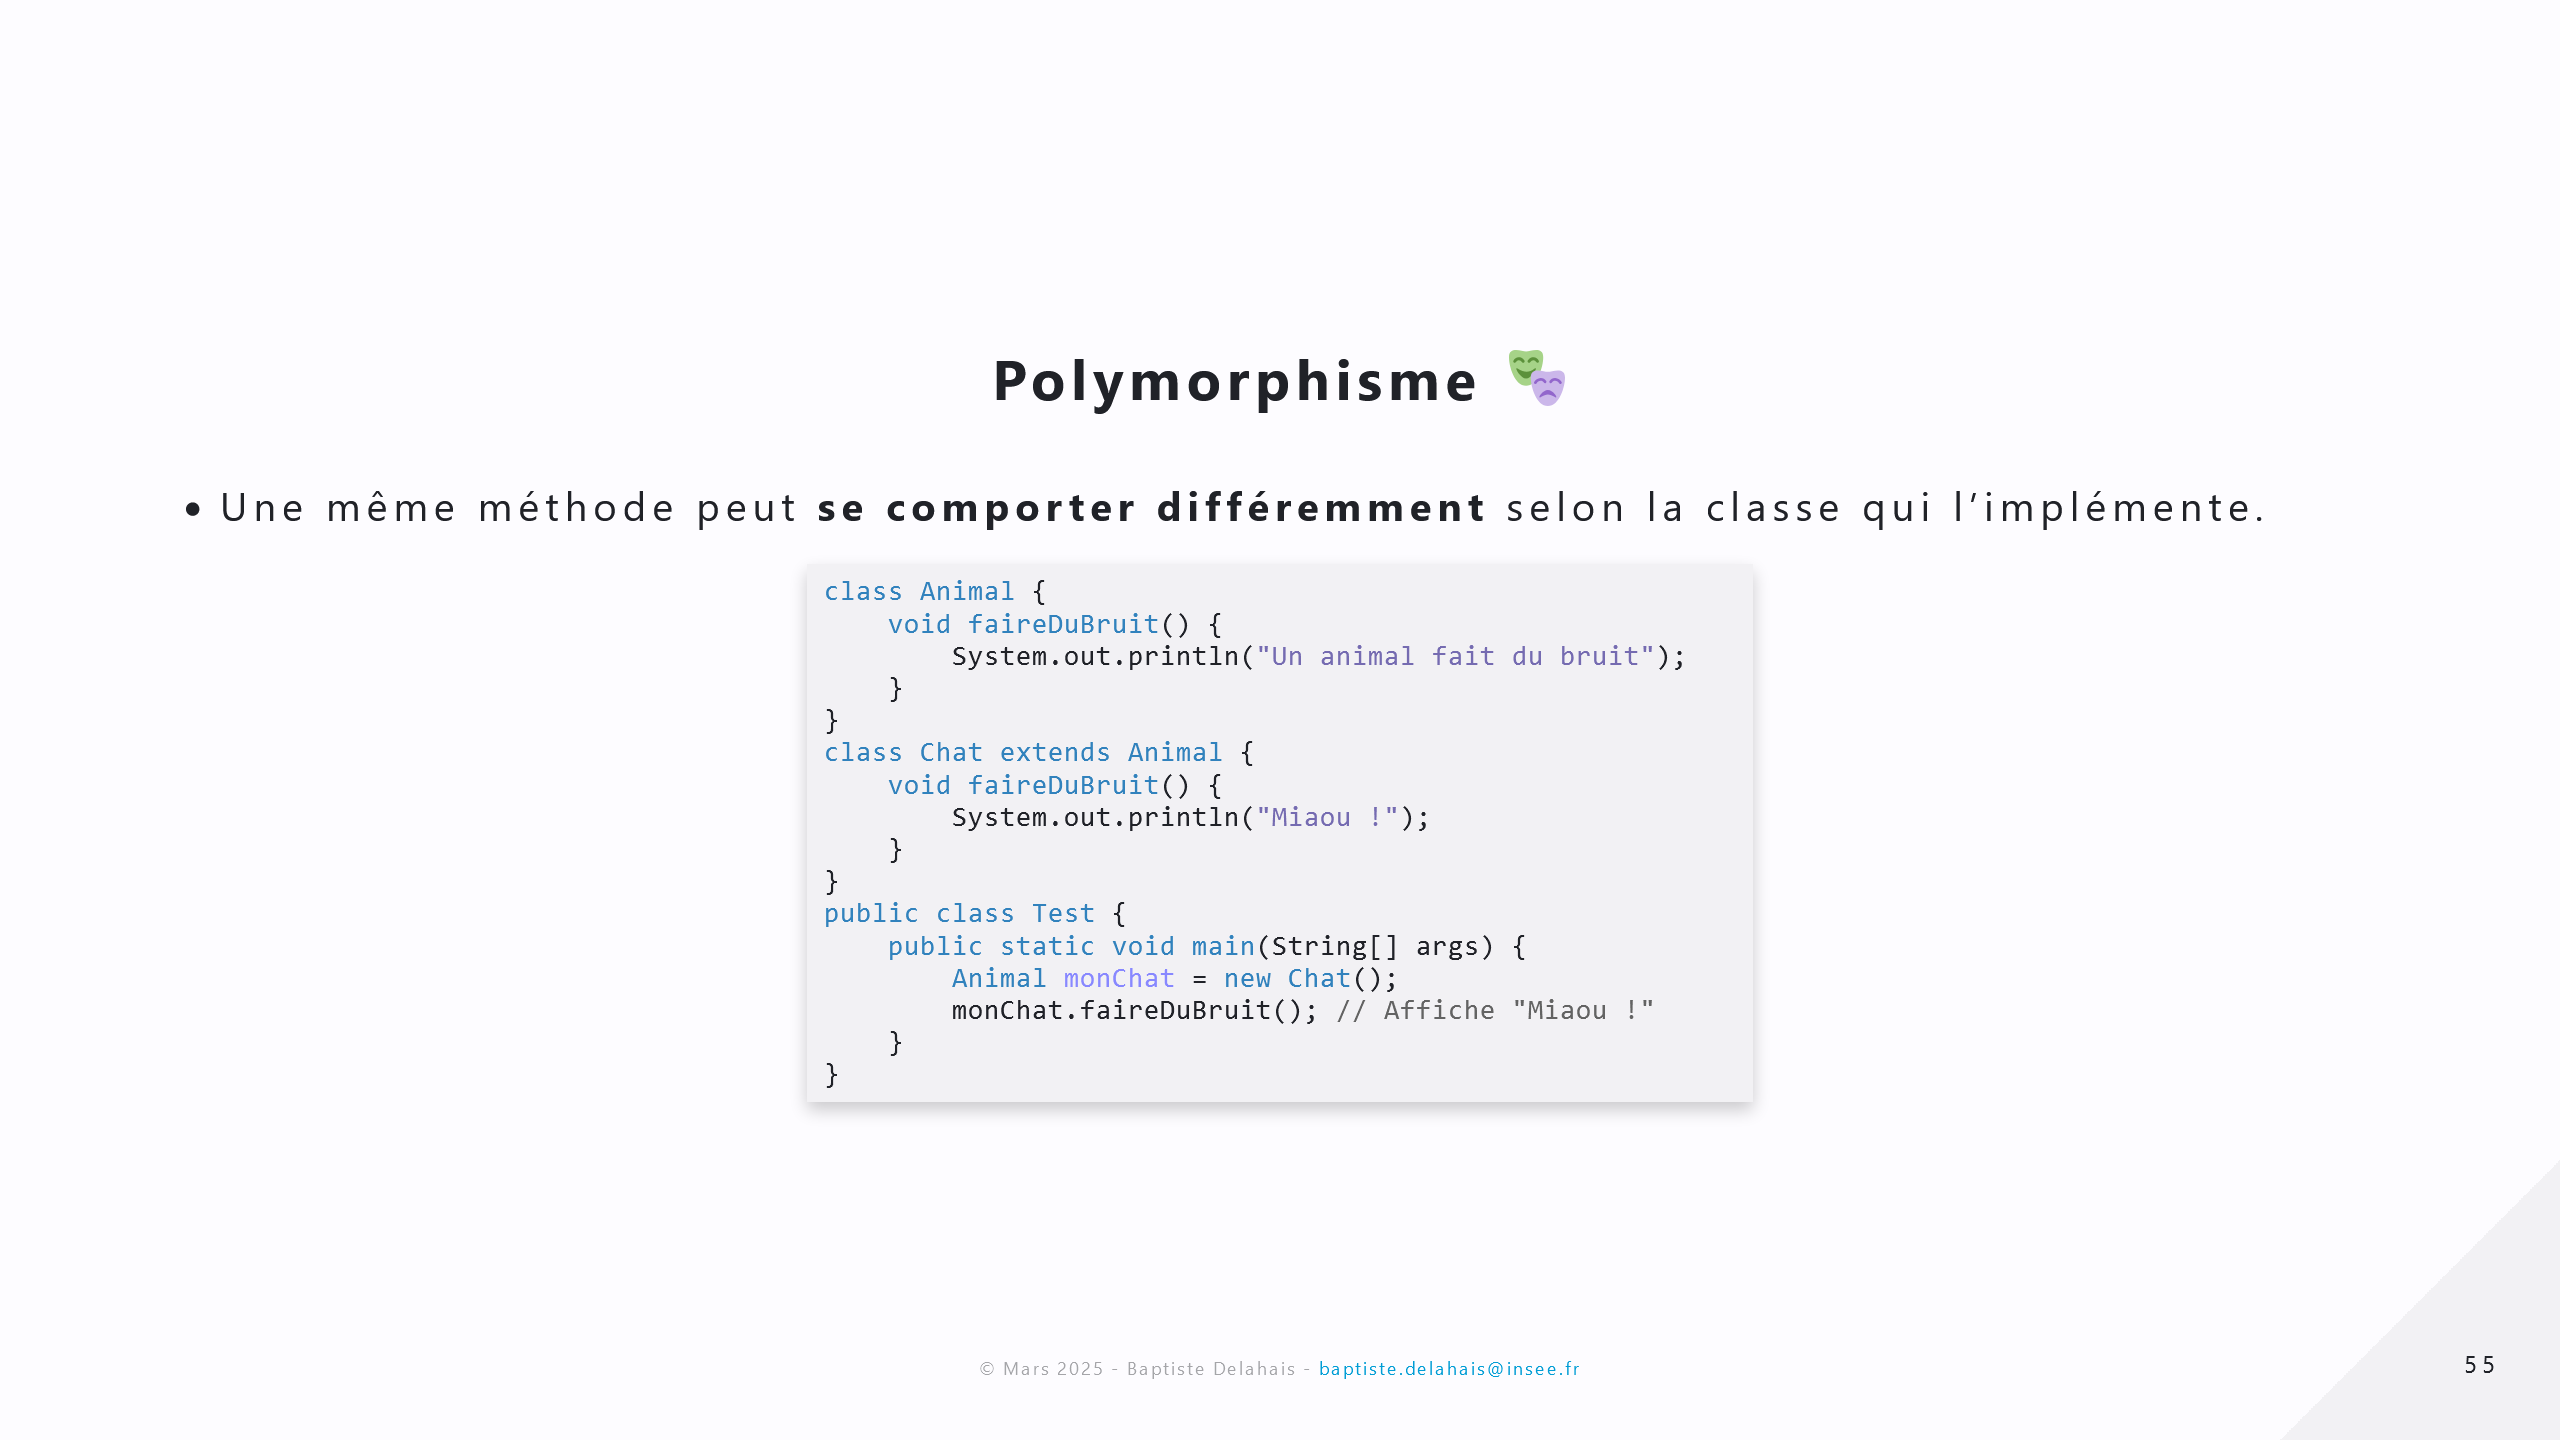 Polymorphisme 🎭
• Une même méthode peut se comporter différemment selon la classe qui l’implémente.
class Animal {
    void faireDuBruit() {
        System.out.println("Un animal fait du bruit");
    }
}
class Chat extends Animal {
    void faireDuBruit() {
        System.out.println("Miaou !");
    }
}
public class Test {
    public static void main(String[] args) {
        Animal monChat = new Chat();
        monChat.faireDuBruit(); // Affiche "Miaou !"
    }
}
© Mars 2025 - Baptiste Delahais - baptiste.delahais@insee.fr
55